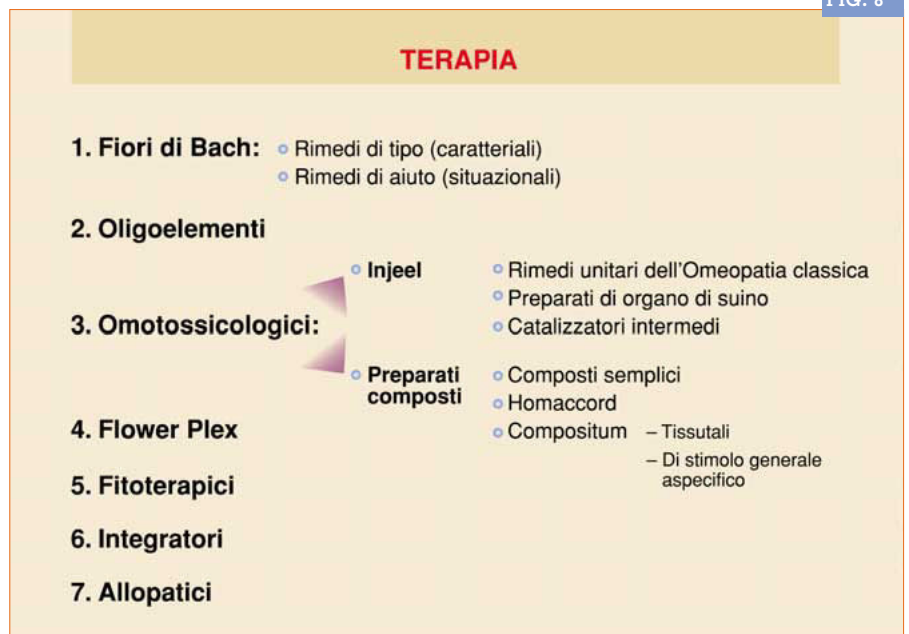 FIG. 8
TERAPIA
1. Fiori di Bach:
Rimedi di tipo (caratteriali)
Rimedi di aiuto (situazionali)
2. Oligoelementi
3. Omotossicologici:
Injeel
Rimedi unitari dell'Omeopatia classica
Preparati di organo di suino
Catalizzatori intermedi
Preparati
composti
Composti semplici
Homaccord
Compositum
– Tissutali
– Di stimolo generale
aspecifico
4. Flower Plex
5. Fitoterapici
6. Integratori
7. Allopatici